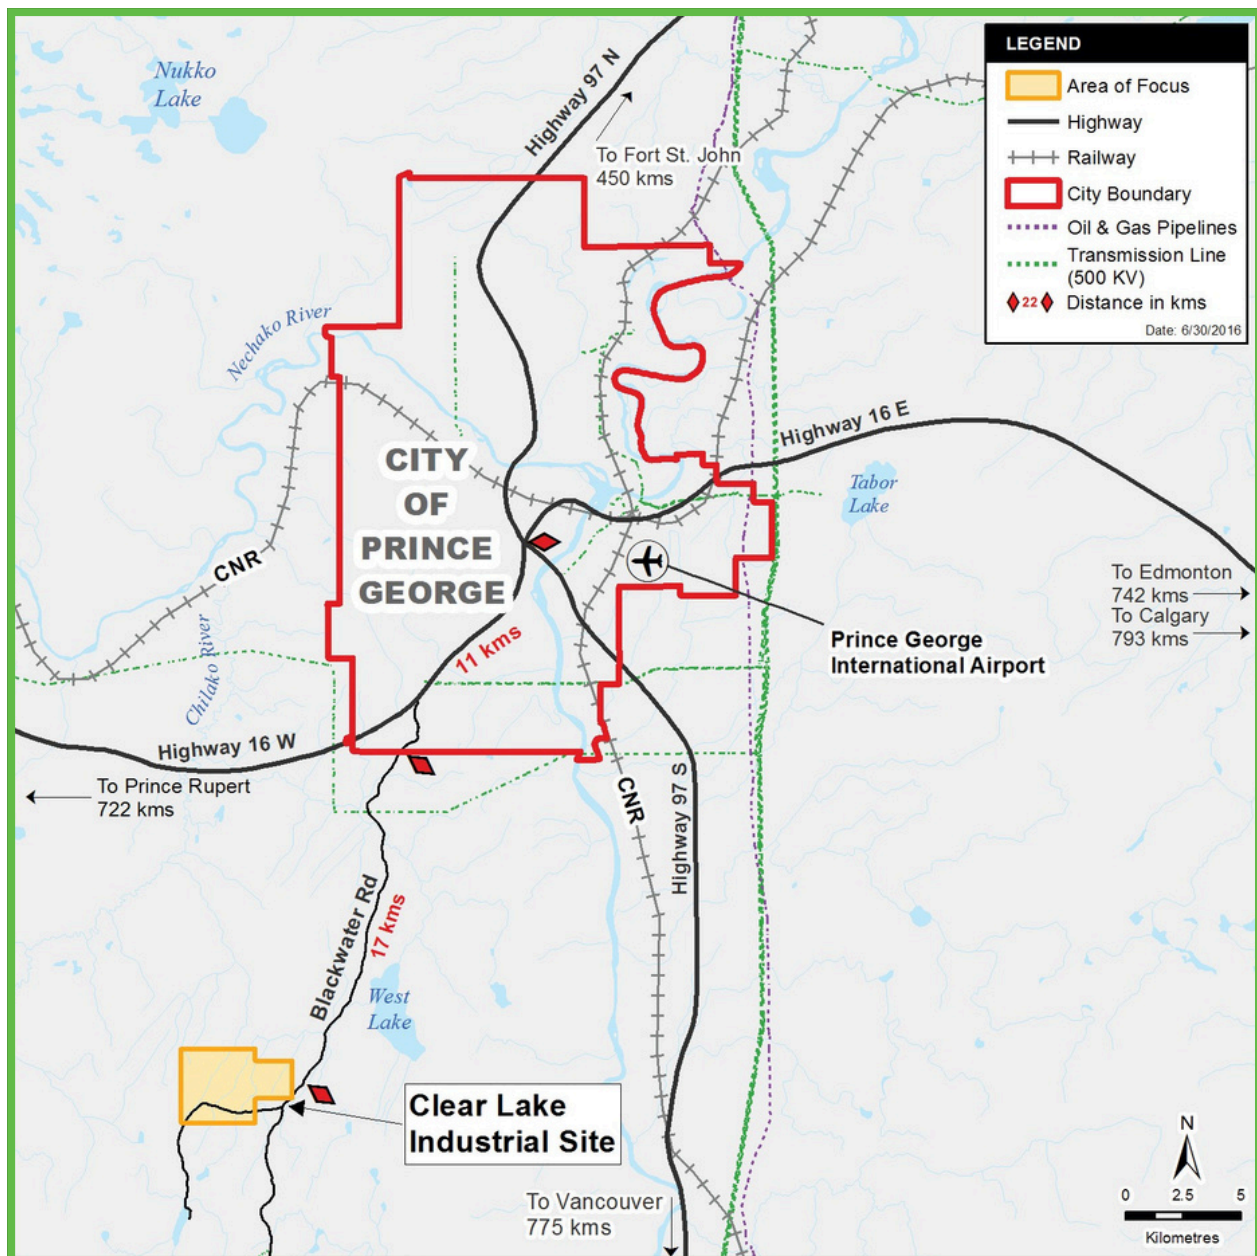 Nukko
Lake
Highway 97 N
To Fort St. John
450 kms
LEGEND
Area of Focus
Highway
Railway
City Boundary
Oil & Gas Pipelines
Transmission Line
(500 KV)
22
Distance in kms
Date: 6/30/2016
Nechako River
Highway 16 E
CITY
OF
PRINCE
GEORGE
Tabor
Lake
CNR
To Edmonton
742 kms
To Calgary
793 kms
Chilako River
11 kms
Prince George
International Airport
Highway 16 W
To Prince Rupert
722 kms
CNR
Highway 97 S
Blackwater Rd
17 kms
West
Lake
Clear Lake
Industrial Site
To Vancouver
775 kms
N
0 2.5 5
Kilometres